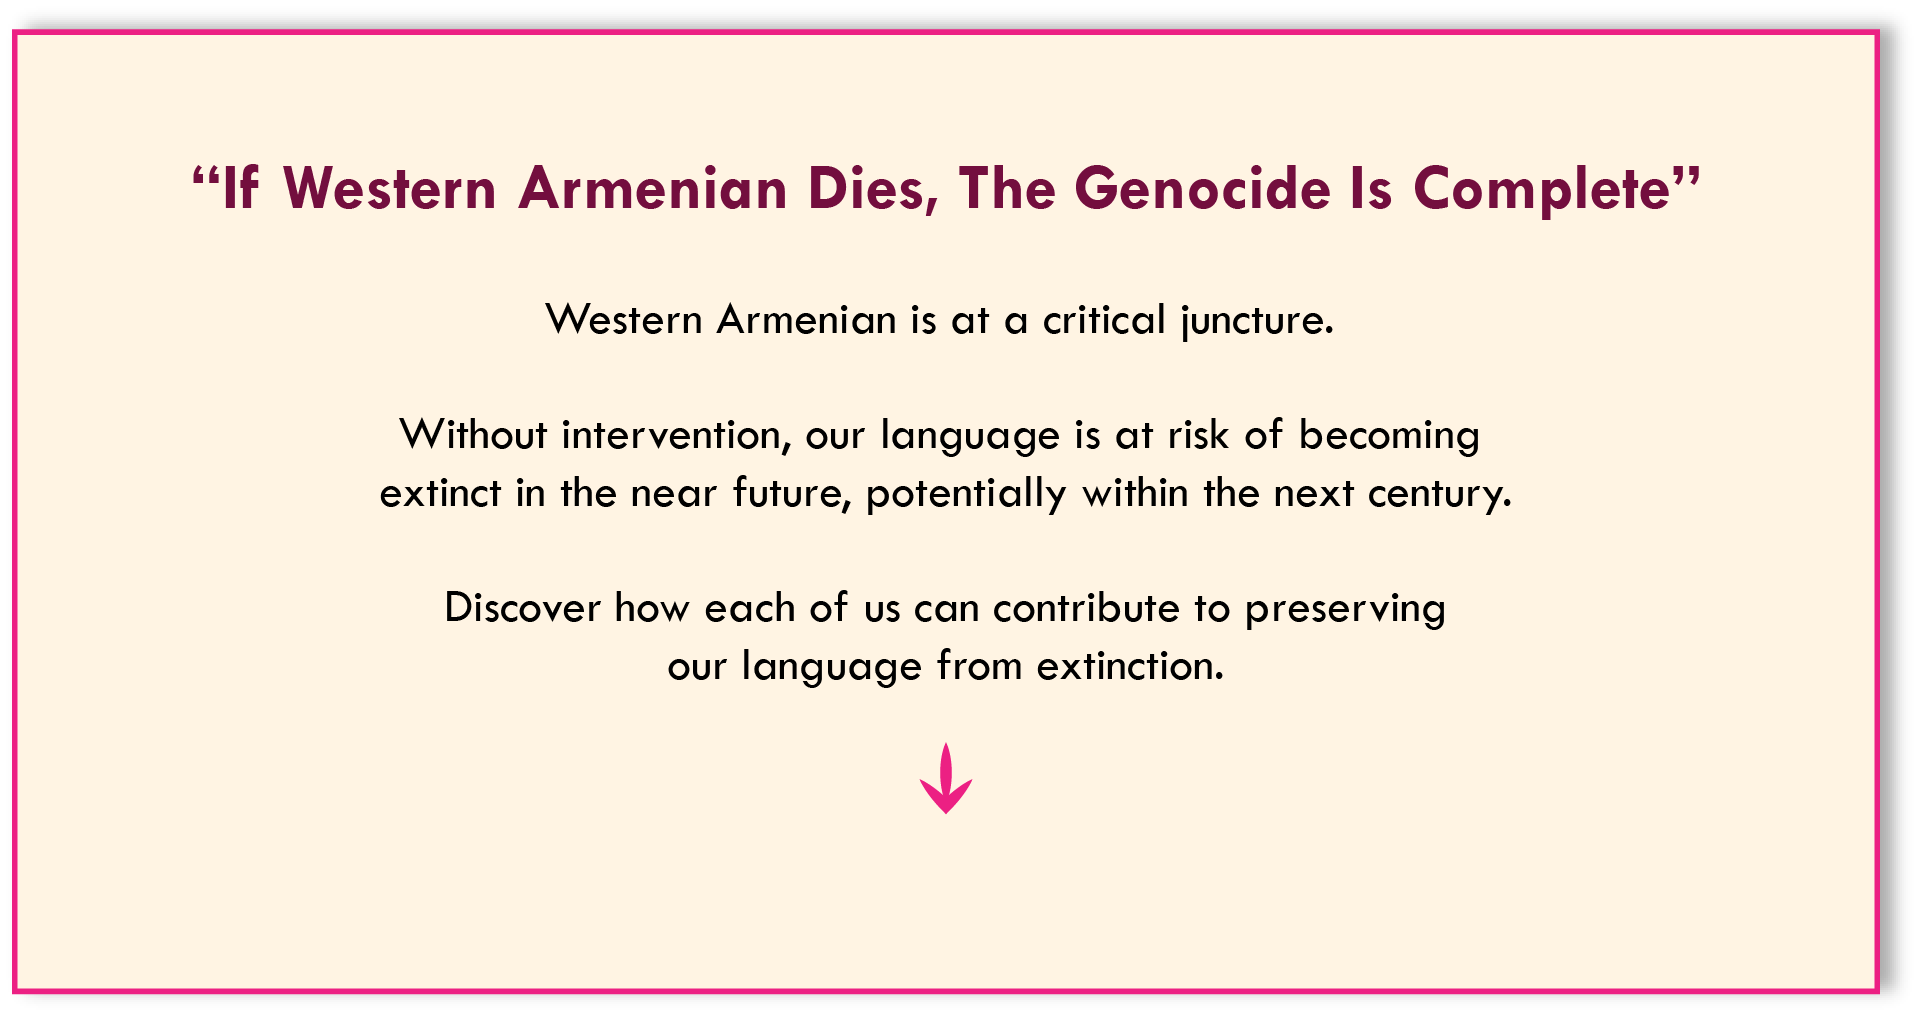 “If Western Armenian Dies, The Genocide Is Complete”
Western Armenian is at a critical juncture.
Without intervention, our language is at risk of becoming
extinct in the near future, potentially within the next century.
Discover how each of us can contribute to preserving
our language from extinction.